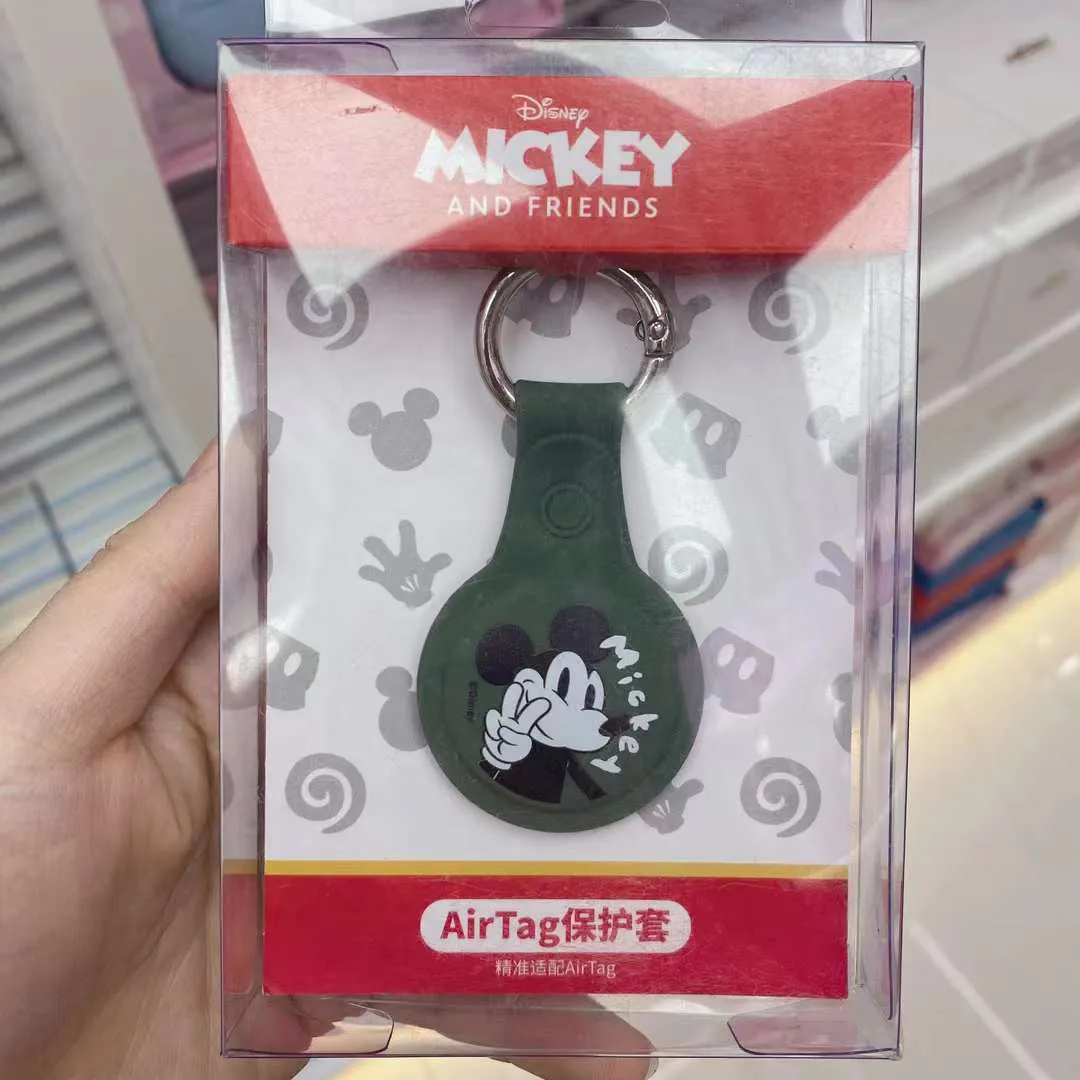 Disney
MICKEY
AND FRIENDS
Mickey
©Disney
AirTag保护套
精准适配AirTag